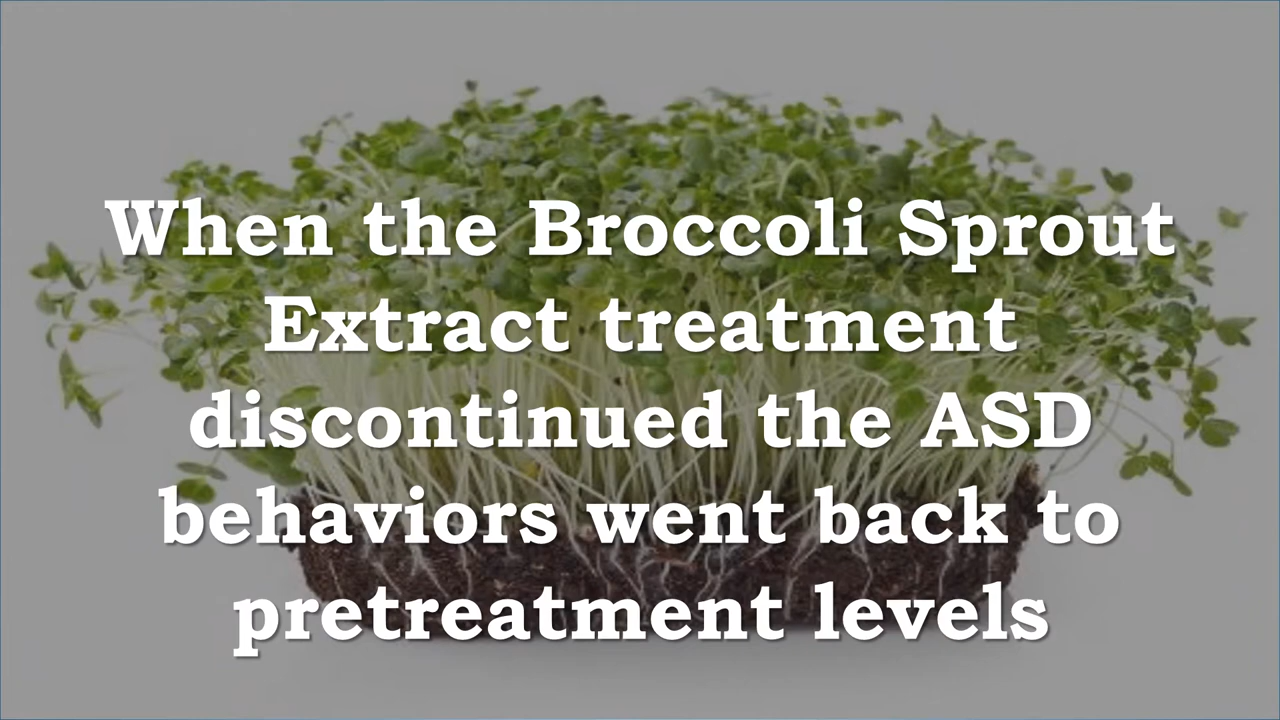 When the Broccoli Sprout
Extract treatment
discontinued the ASD
behaviors went back to
pretreatment levels